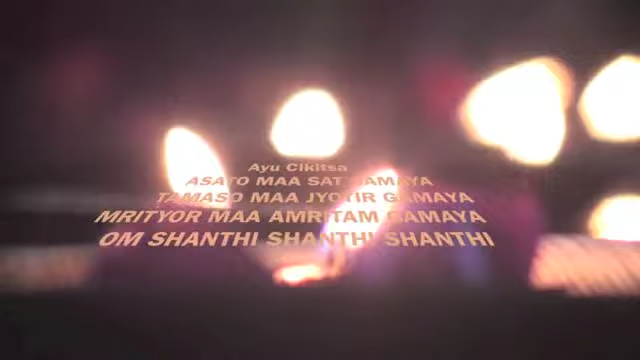 Ayu Cikitsa
ASATO MAA SAT GAMAYA
TAMASO MAA JYOTIR GAMAYA
MRITYOR MAA AMRITAM GAMAYA
OM SHANTHI SHANTHI SHANTHI